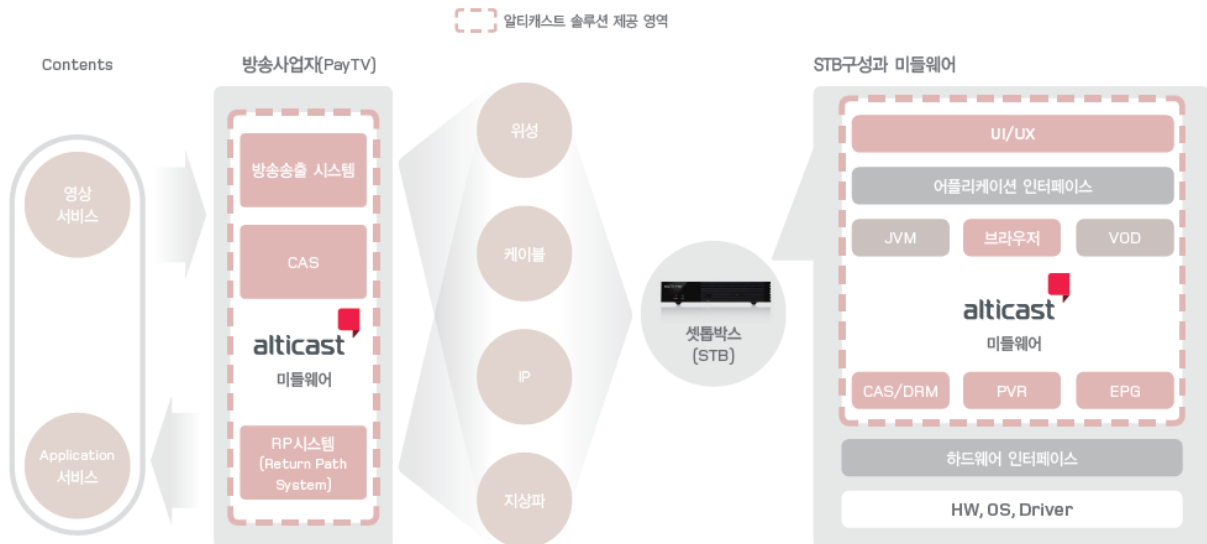 알티캐스트 솔루션 제공 영역
Contents
방송사업자(PayTV)
STB구성과 미들웨어
영상
서비스
Application
서비스
방송송출 시스템
CAS
alticast
미들웨어
RP시스템
(Return Path
System)
위성
케이블
IP
지상파
셋톱박스
(STB)
UI/UX
어플리케이션 인터페이스
JVM
브라우저
VOD
alticast
미들웨어
CAS/DRM
PVR
EPG
하드웨어 인터페이스
HW, OS, Driver